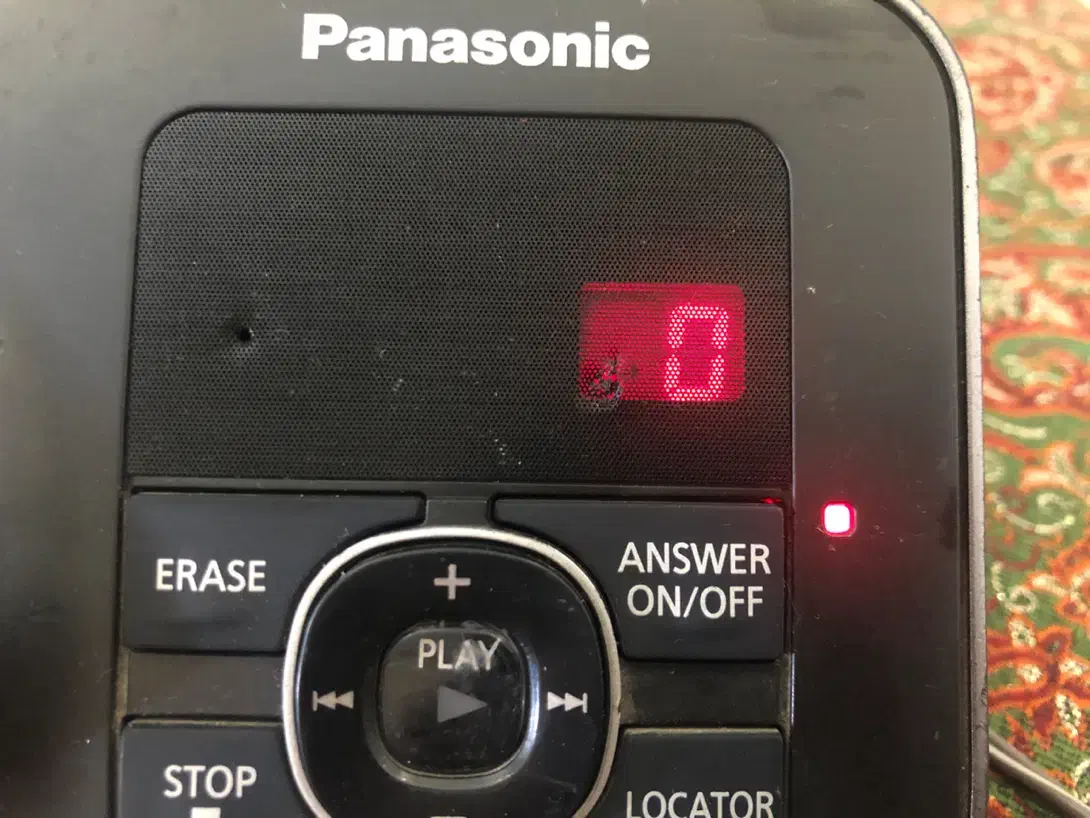 Panasonic
0
ERASE
ANSWER
ON/OFF
+
PLAY
STOP
LOCATOR